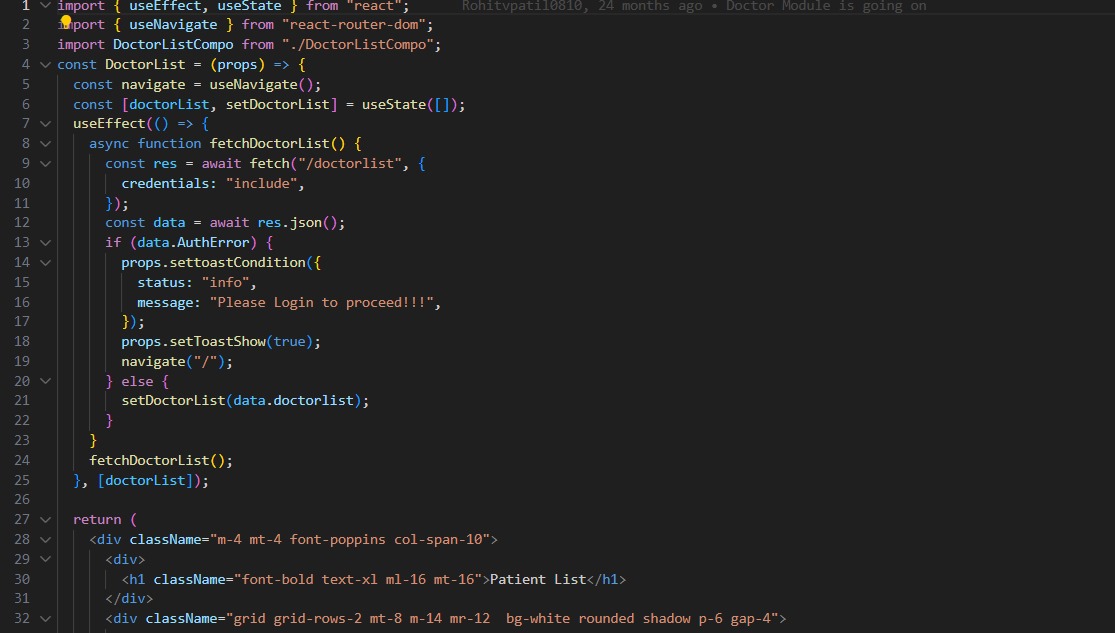 1 import { useEffect, useState } from "react"; Rohitvpatil0810, 24 months ago • Doctor Module is going on
2 import { useNavigate } from "react-router-dom";
3 import DoctorListCompo from "./DoctorListCompo";
4 const DoctorList = (props) => {
5 const navigate = useNavigate();
6 const [doctorList, setDoctorList] = useState([]);
7 useEffect(() => {
8 async function fetchDoctorList() {
9 const res = await fetch("/doctorlist", {
10 credentials: "include",
11 });
12 const data = await res.json();
13 if (data.AuthError) {
14 props.settoastCondition({
15 status: "info",
16 message: "Please Login to proceed!!!",
17 });
18 props.setToastShow(true);
19 navigate("/");
20 } else {
21 setDoctorList(data.doctorlist);
22 }
23 }
24 fetchDoctorList();
25 }, [doctorList]);
26
27 return (
28 <div className="m-4 mt-4 font-poppins col-span-10">
29 <div>
30 <h1 className="font-bold text-xl ml-16 mt-16">Patient List</h1>
31 </div>
32 <div className="grid grid-rows-2 mt-8 m-14 mr-12  bg-white rounded shadow p-6 gap-4">